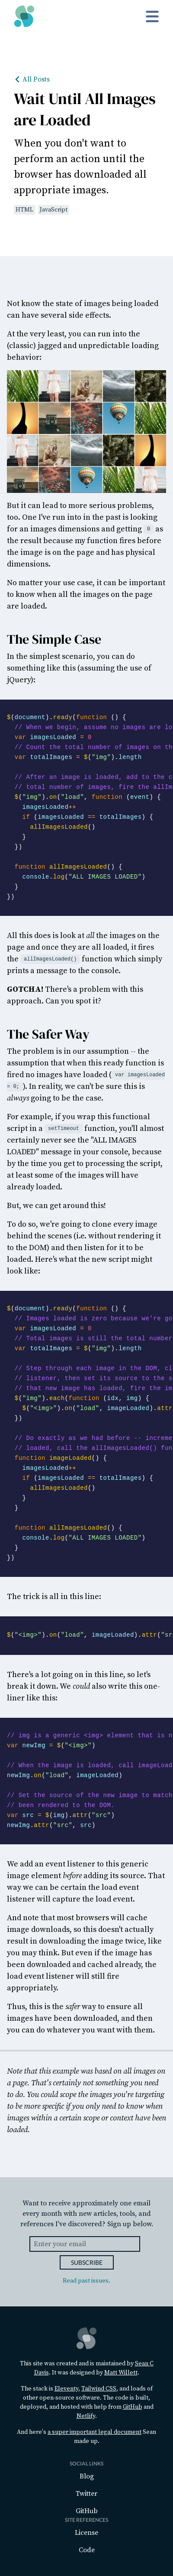 All Posts
Wait Until All Images
are Loaded
When you don't want to
perform an action until the
browser has downloaded all
appropriate images.
HTML JavaScript
Not know the state of images being loaded
can have several side effects.
At the very least, you can run into the
(classic) jagged and unpredictable loading
behavior:
But it can lead to more serious problems,
too. One I've run into in the past is looking
for an images dimensions and getting 0 as
the result because my function fires before
the image is on the page and has physical
dimensions.
No matter your use case, it can be important
to know when all the images on the page
are loaded.
The Simple Case
In the simplest scenario, you can do
something like this (assuming the use of
jQuery):
$(document).ready(function () {
// When we begin, assume no images are lo
var imagesLoaded = 0
// Count the total number of images on th
var totalImages = $("img").length
// After an image is loaded, add to the c
// total number of images, fire the allIm
$("img").on("load", function (event) {
imagesLoaded++
if (imagesLoaded == totalImages) {
allImagesLoaded()
}
})
function allImagesLoaded() {
console.log("ALL IMAGES LOADED")
}
})
All this does is look at all the images on the
page and once they are all loaded, it fires
the allImagesLoaded() function which simply
prints a message to the console.
GOTCHA! There's a problem with this
approach. Can you spot it?
The Safer Way
The problem is in our assumption -- the
assumption that when this ready function is
fired no images have loaded ( var imagesLoaded
= 0; ). In reality, we can't be sure this is
always going to be the case.
For example, if you wrap this functional
script in a setTimeout function, you'll almost
certainly never see the "ALL IMAGES
LOADED" message in your console, because
by the time you get to processing the script,
at least some of the images will have
already loaded.
But, we can get around this!
To do so, we're going to clone every image
behind the scenes (i.e. without rendering it
to the DOM) and then listen for it to be
loaded. Here's what the new script might
look like:
$(document).ready(function () {
// Images loaded is zero because we're go
var imagesLoaded = 0
// Total images is still the total number
var totalImages = $("img").length
// Step through each image in the DOM, cl
// listener, then set its source to the s
// that new image has loaded, fire the im
$("img").each(function (idx, img) {
$("<img>").on("load", imageLoaded).attr
})
// Do exactly as we had before -- increme
// loaded, call the allImagesLoaded() fun
function imageLoaded() {
imagesLoaded++
if (imagesLoaded == totalImages) {
allImagesLoaded()
}
}
function allImagesLoaded() {
console.log("ALL IMAGES LOADED")
}
})
The trick is all in this line:
$("<img>").on("load", imageLoaded).attr("sr
There's a lot going on in this line, so let's
break it down. We could also write this one-
liner like this:
// img is a generic <img> element that is n
var newImg = $("<img>")
// When the image is loaded, call imageLoad
newImg.on("load", imageLoaded)
// Set the source of the new image to match
// been rendered to the DOM.
var src = $(img).attr("src")
newImg.attr("src", src)
We add an event listener to this generic
image element before adding its source. That
way we can be certain the load event
listener will capture the load event.
And note that most browsers will cache
image downloads, so this doesn't actually
result in downloading the image twice, like
you may think. But even if the image has
been downloaded and cached already, the
load event listener will still fire
appropriately.
Thus, this is the safer way to ensure all
images have been downloaded, and then
you can do whatever you want with them.
Note that this example was based on all images on
a page. That's certainly not something you need
to do. You could scope the images you're targeting
to be more specific if you only need to know when
images within a certain scope or context have been
loaded.
Want to receive approximately one email
every month with new articles, tools, and
references I've discovered? Sign up below.
Enter your email
SUBSCRIBE
Read past issues.
This site was created and is maintained by Sean C
Davis. It was designed by Matt Willett.
The stack is Eleventy, Tailwind CSS, and loads of
other open-source software. The code is built,
deployed, and hosted with help from GitHub and
Netlify.
And here's a super important legal document Sean
made up.
SOCIAL LINKS
Blog
Twitter
GitHub
SITE REFERENCES
License
Code